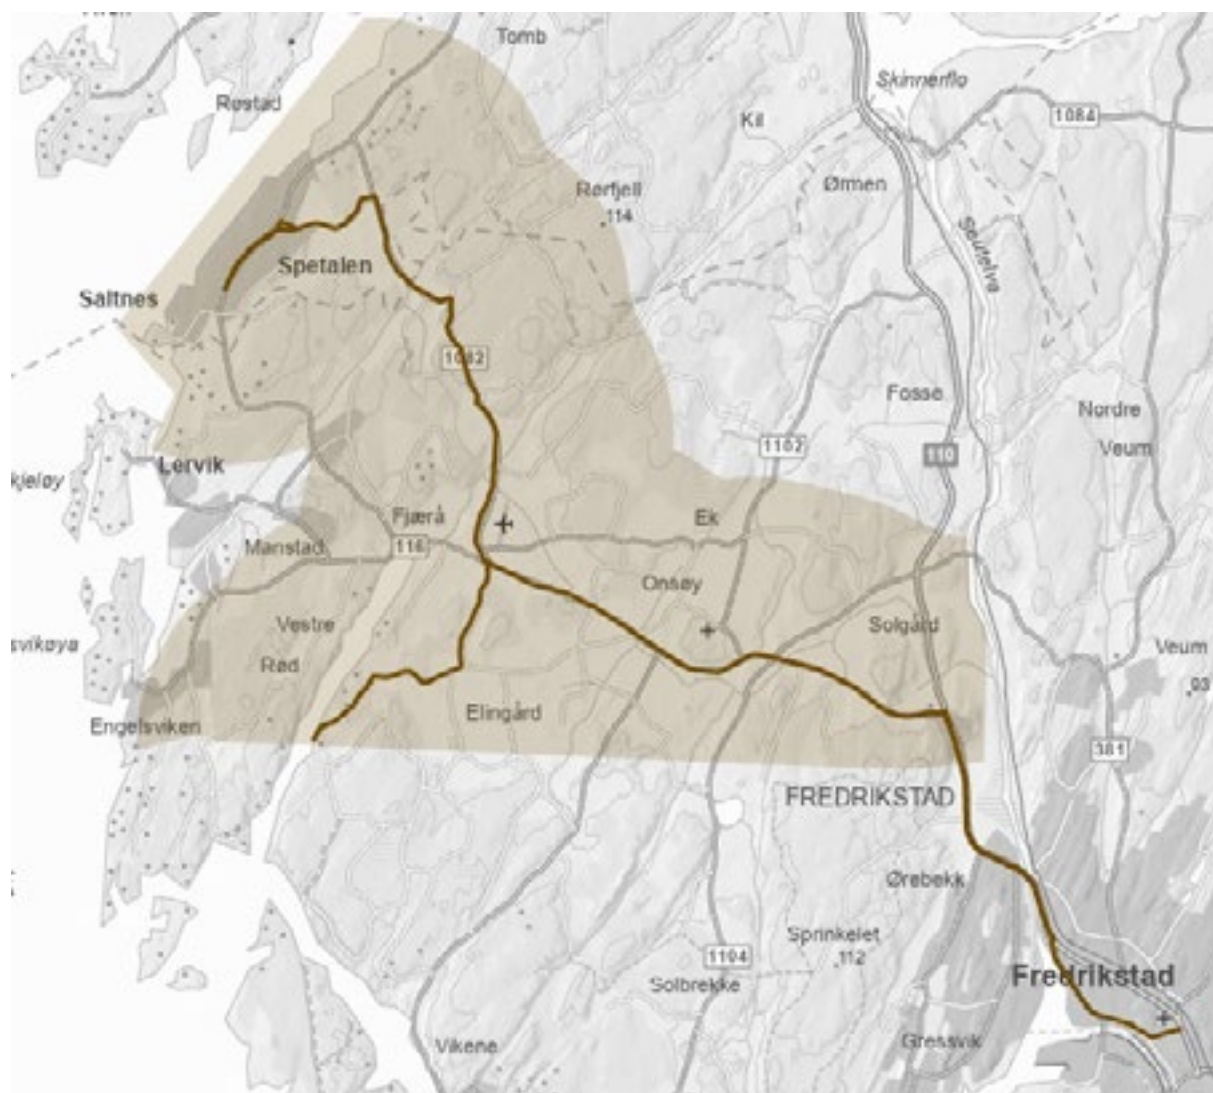 Tomb
Skinnerflo
Røstad
1084
Kil
Rørfjell
114
Ørmen
Seutelva
Spetalen
Saltnes
1082
Fosse
Nordre
Veum
1102
110
Lervik
kjeløy
Fjærå
Ek
Manstad
116
Onsøy
Vestre
Rød
Solgård
svikøya
Veum
93
Elingård
Engelsviken
381
FREDRIKSTAD
Ørebekk
Sprinkelet
112
1104
Solbrekke
Fredrikstad
Gressvik
Vikene